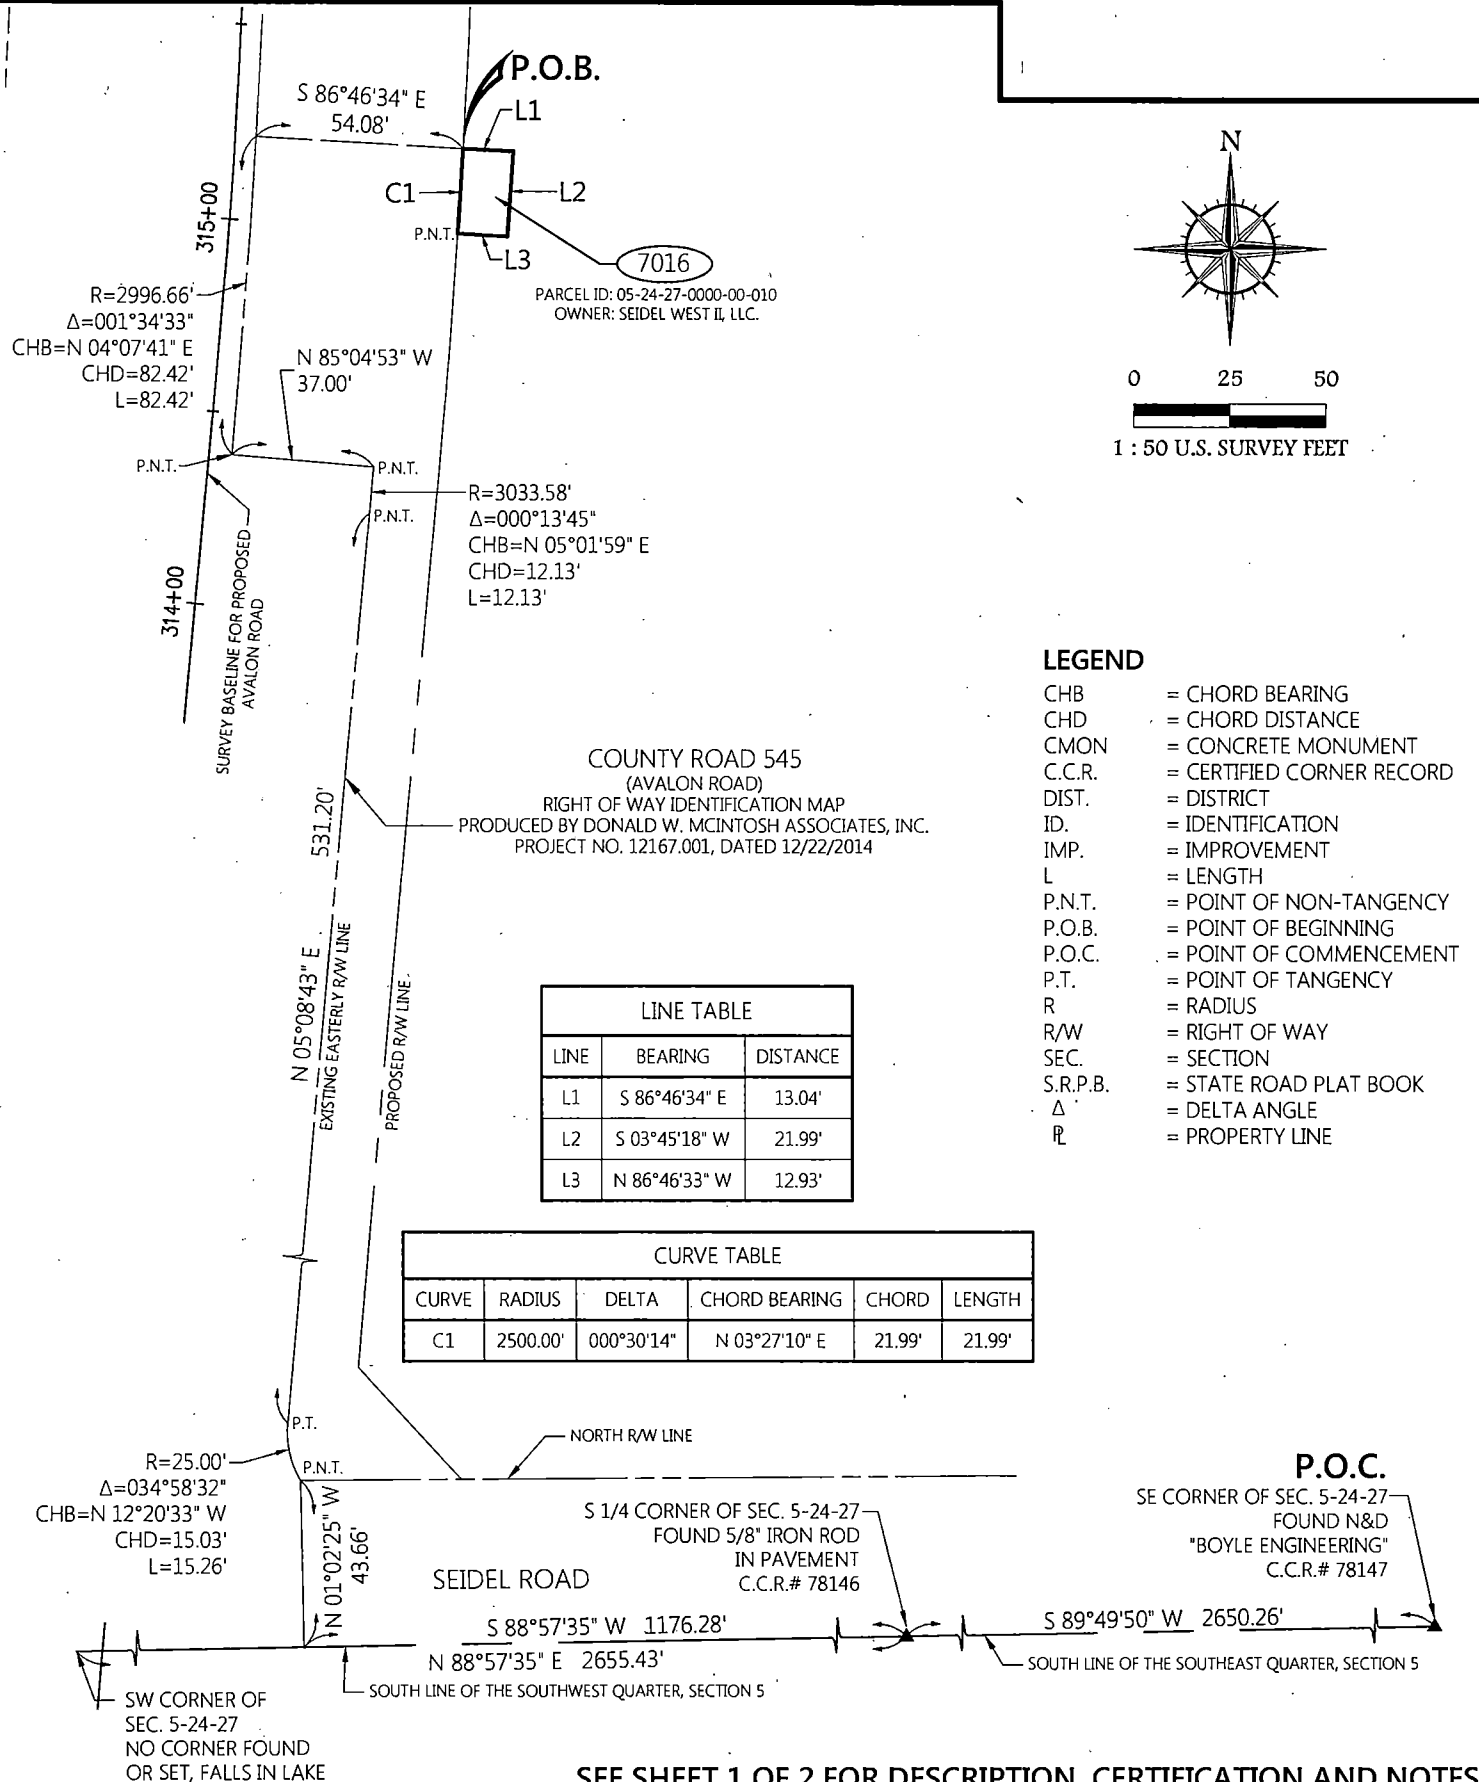 P.O.B.
S 86°46'34" E
54.08'
L1
C1
L2
P.N.T.
L3
7016
PARCEL ID: 05-24-27-0000-00-010
OWNER: SEIDEL WEST II, LLC.
N
0 25 50
1 : 50 U.S. SURVEY FEET
315+00
R=2996.66'
Δ=001°34'33"
CHB=N 04°07'41" E
CHD=82.42'
L=82.42'
N 85°04'53" W
37.00'
P.N.T.
P.N.T.
P.N.T.
R=3033.58'
Δ=000°13'45"
CHB=N 05°01'59" E
CHD=12.13'
L=12.13'
314+00
SURVEY BASELINE FOR PROPOSED
AVALON ROAD
COUNTY ROAD 545
(AVALON ROAD)
RIGHT OF WAY IDENTIFICATION MAP
PRODUCED BY DONALD W. MCINTOSH ASSOCIATES, INC.
PROJECT NO. 12167.001, DATED 12/22/2014
N 05°08'43" E 531.20'
EXISTING EASTERLY R/W LINE
PROPOSED R/W LINE
LEGEND
CHB = CHORD BEARING
CHD = CHORD DISTANCE
CMON = CONCRETE MONUMENT
C.C.R. = CERTIFIED CORNER RECORD
DIST. = DISTRICT
ID. = IDENTIFICATION
IMP. = IMPROVEMENT
L = LENGTH
P.N.T. = POINT OF NON-TANGENCY
P.O.B. = POINT OF BEGINNING
P.O.C. = POINT OF COMMENCEMENT
P.T. = POINT OF TANGENCY
R = RADIUS
R/W = RIGHT OF WAY
SEC. = SECTION
S.R.P.B. = STATE ROAD PLAT BOOK
Δ = DELTA ANGLE
PL = PROPERTY LINE
LINE TABLE
LINE BEARING DISTANCE
L1 S 86°46'34" E 13.04'
L2 S 03°45'18" W 21.99'
L3 N 86°46'33" W 12.93'
CURVE TABLE
CURVE RADIUS DELTA CHORD BEARING CHORD LENGTH
C1 2500.00' 000°30'14" N 03°27'10" E 21.99' 21.99'
P.T.
R=25.00'
Δ=034°58'32"
CHB=N 12°20'33" W
CHD=15.03'
L=15.26'
P.N.T.
N 01°02'25" W
43.66'
NORTH R/W LINE
S 1/4 CORNER OF SEC. 5-24-27
FOUND 5/8" IRON ROD
IN PAVEMENT
C.C.R.# 78146
P.O.C.
SE CORNER OF SEC. 5-24-27
FOUND N&D
"BOYLE ENGINEERING"
C.C.R.# 78147
SEIDEL ROAD
S 88°57'35" W 1176.28'
N 88°57'35" E 2655.43'
S 89°49'50" W 2650.26'
SOUTH LINE OF THE SOUTHWEST QUARTER, SECTION 5
SOUTH LINE OF THE SOUTHEAST QUARTER, SECTION 5
SW CORNER OF
SEC. 5-24-27
NO CORNER FOUND
OR SET, FALLS IN LAKE
SEE SHEET 1 OF 2 FOR DESCRIPTION, CERTIFICATION AND NOTES